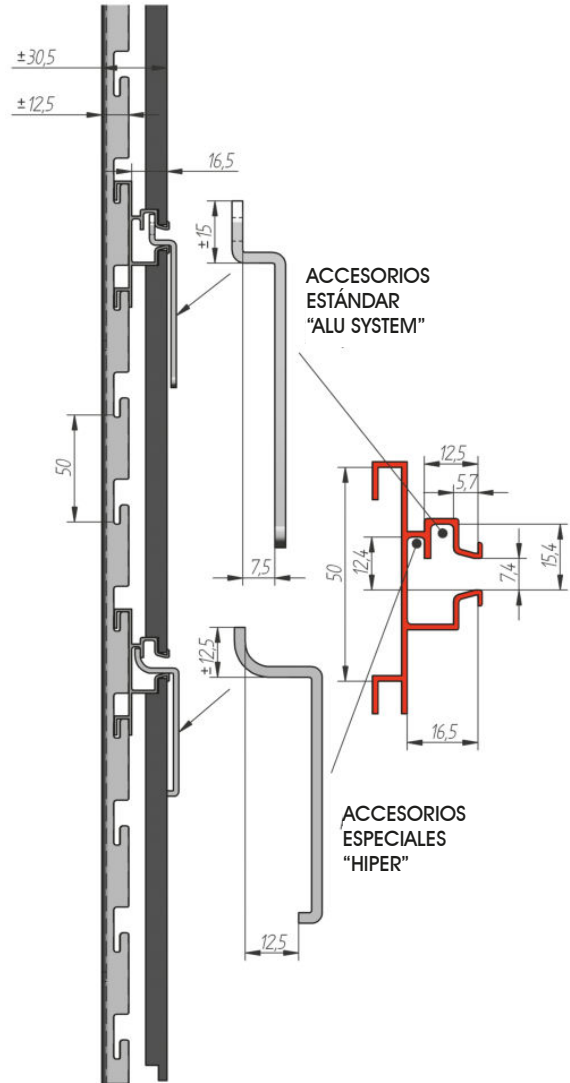 ±30,5
±12,5
16,5
±15
ACCESORIOS
ESTÁNDAR
“ALU SYSTEM”
50
7,5
12,5
5,7
50
12,4
7,4
15,4
16,5
±12,5
12,5
ACCESORIOS
ESPECIALES
“HIPER”